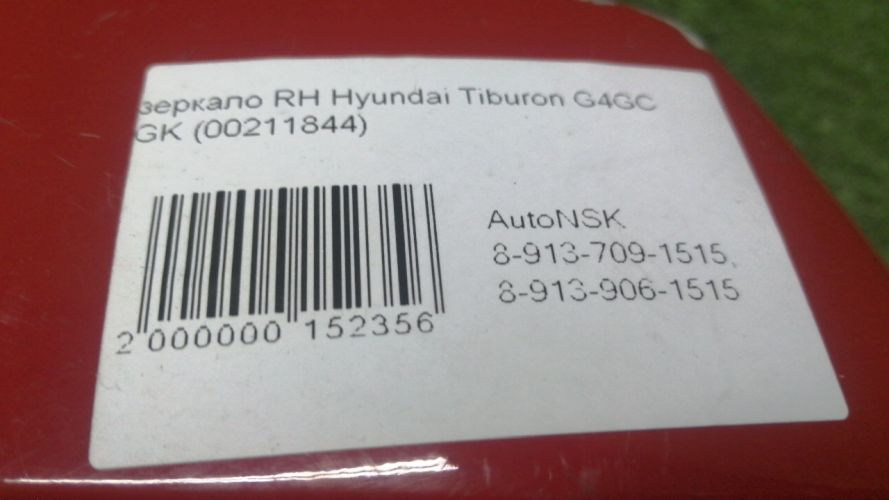 зеркало RH Hyundai Tiburon G4GC
GK (00211844)
AutoNSK
8-913-709-1515,
8-913-906-1515
2 000000 152356